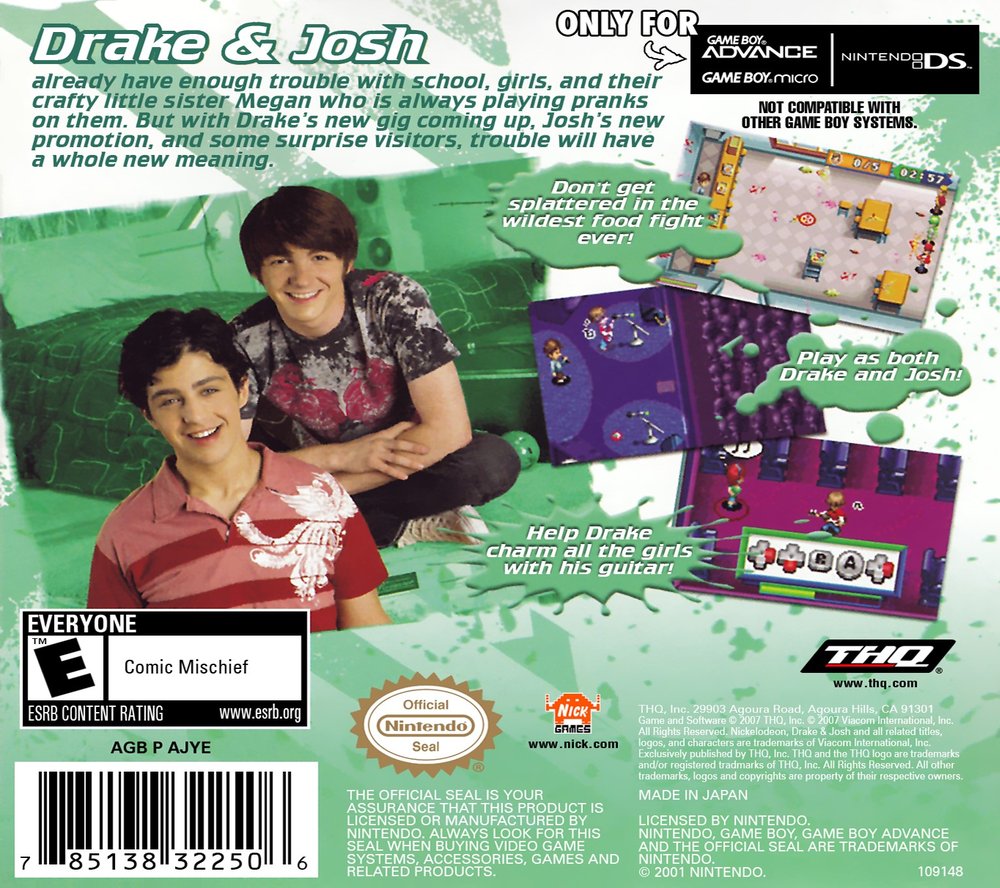 Drake & Josh
already have enough trouble with school, girls, and their
crafty little sister Megan who is always playing pranks
on them. But with Drake's new gig coming up, Josh's new
promotion, and some surprise visitors, trouble will have
a whole new meaning.
ONLY FOR
GAME BOY®
ADVANCE
GAME BOY micro
NINTENDO DS™
NOT COMPATIBLE WITH
OTHER GAME BOY SYSTEMS.
0/5
02:57
Don't get
splattered in the
wildest food fight
ever!
Play as both
Drake and Josh!
Help Drake
charm all the girls
with his guitar!
B A
EVERYONE
TM
E
Comic Mischief
ESRB CONTENT RATING www.esrb.org
AGB P AJYE
7 85138 32250 6
Official
Nintendo
Seal
®
THE OFFICIAL SEAL IS YOUR
ASSURANCE THAT THIS PRODUCT IS
LICENSED OR MANUFACTURED BY
NINTENDO. ALWAYS LOOK FOR THIS
SEAL WHEN BUYING VIDEO GAME
SYSTEMS, ACCESSORIES, GAMES AND
RELATED PRODUCTS.
NICK
GAMES
www.nick.com
THQ®
www.thq.com
THQ, Inc. 29903 Agoura Road, Agoura Hills, CA 91301
Game and Software © 2007 THQ, Inc. © 2007 Viacom International, Inc.
All Rights Reserved. Nickelodeon, Drake & Josh and all related titles,
logos, and characters are trademarks of Viacom International, Inc.
Exclusively published by THQ, Inc. THQ and the THQ logo are trademarks
and/or registered tradmarks of THQ, Inc. All Rights Reserved. All other
trademarks, logos and copyrights are property of their respective owners.
MADE IN JAPAN
LICENSED BY NINTENDO.
NINTENDO, GAME BOY, GAME BOY ADVANCE
AND THE OFFICIAL SEAL ARE TRADEMARKS OF
NINTENDO.
© 2001 NINTENDO.
109148